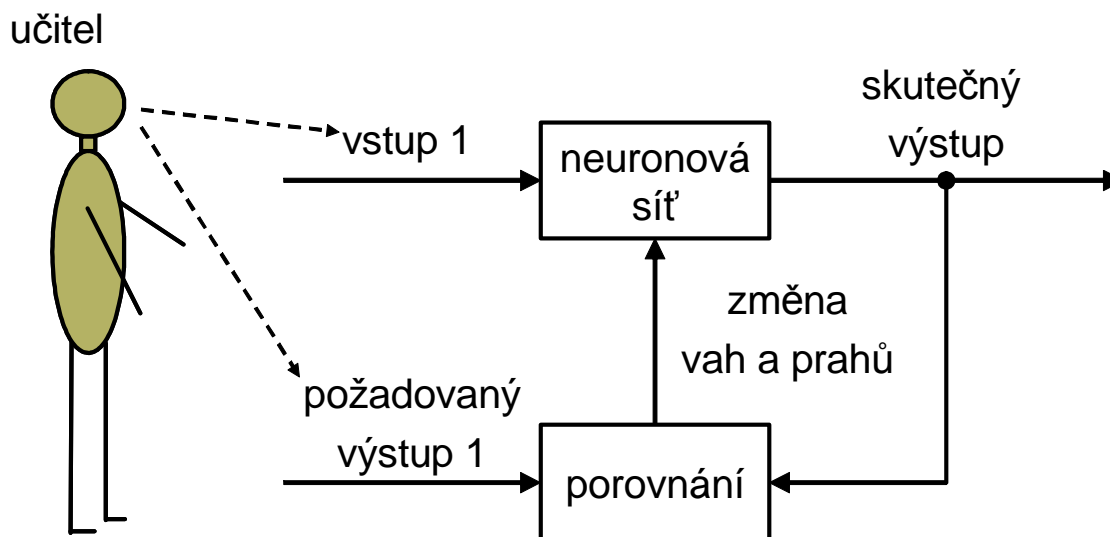 učitel
vstup 1
neuronová
síť
skutečný
výstup
změna
vah a prahů
požadovaný
výstup 1
porovnání